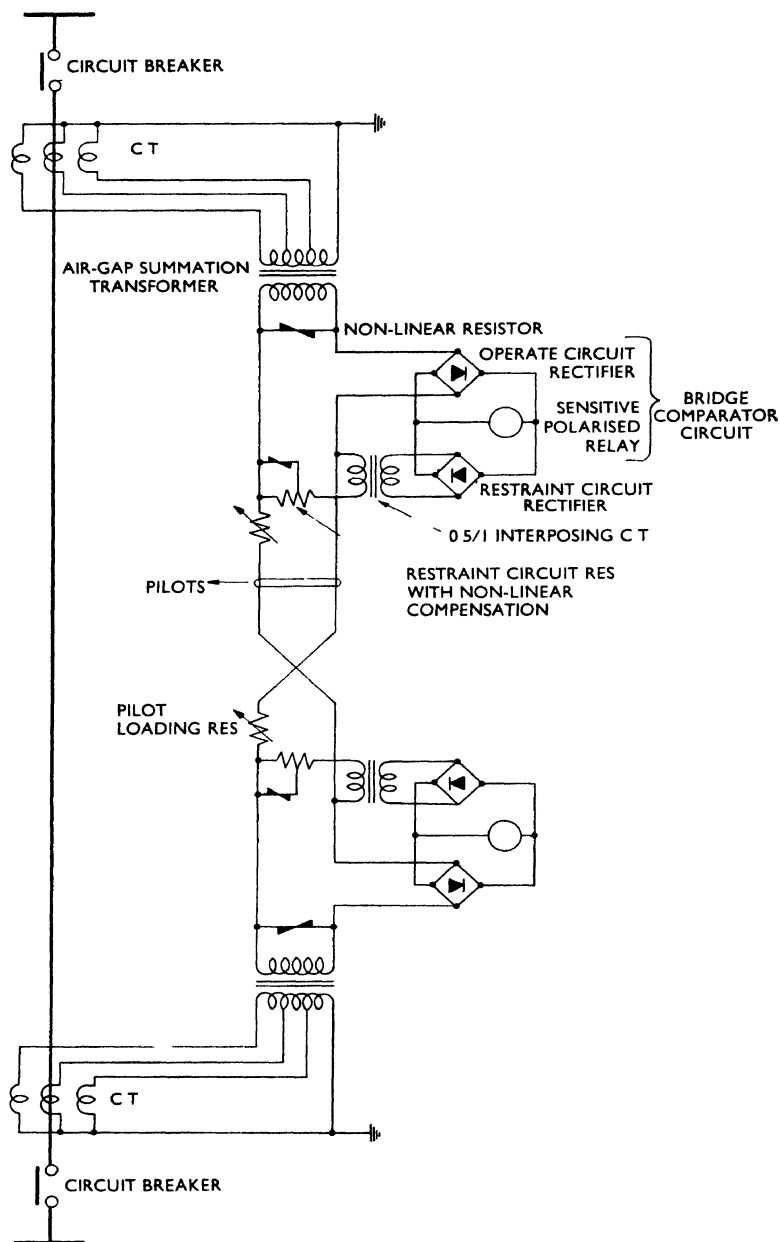 CIRCUIT BREAKER
C T
AIR-GAP SUMMATION
TRANSFORMER
NON-LINEAR RESISTOR
OPERATE CIRCUIT
RECTIFIER
SENSITIVE
POLARISED
RELAY
BRIDGE
COMPARATOR
CIRCUIT
RESTRAINT CIRCUIT
RECTIFIER
0 5/1 INTERPOSING C T
PILOTS
RESTRAINT CIRCUIT RES
WITH NON-LINEAR
COMPENSATION
PILOT
LOADING RES
C T
CIRCUIT BREAKER